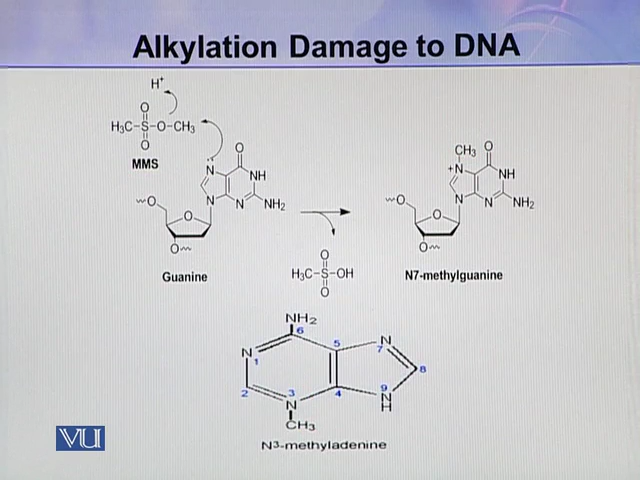 Alkylation Damage to DNA
H+
O
H3C-S-O-CH3
O
MMS
N
O
NH
N
N
NH2
O
O
O
Guanine
O
H3C-S-OH
O
CH3
O
+N
NH
N
N
NH2
O
O
O
N7-methylguanine
NH2
6
N
1
5
N
7
8
2
3
N
4
9
N
H
CH3
N3-methyladenine
VU